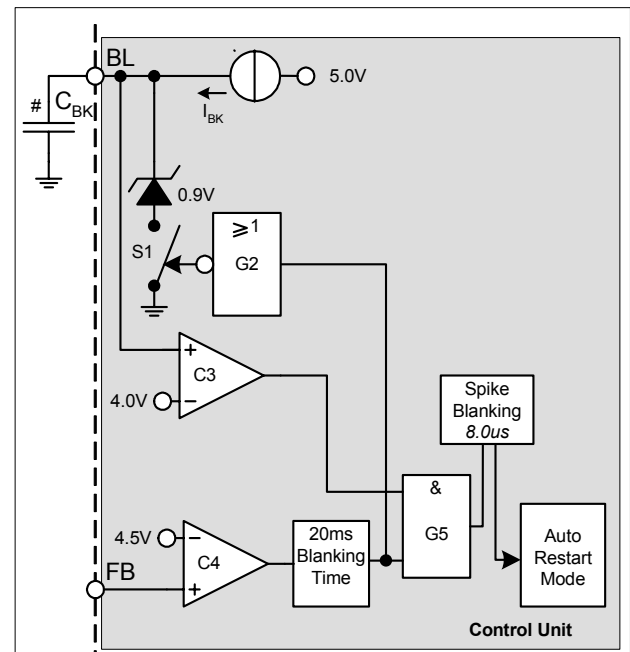 BL
5.0V
# C_BK
I_BK
0.9V
⩾1
S1
G2
+
C3
4.0V
−
Spike
Blanking
8.0us
&
G5
4.5V
−
C4
20ms
Blanking
Time
Auto
Restart
Mode
FB
+
Control Unit